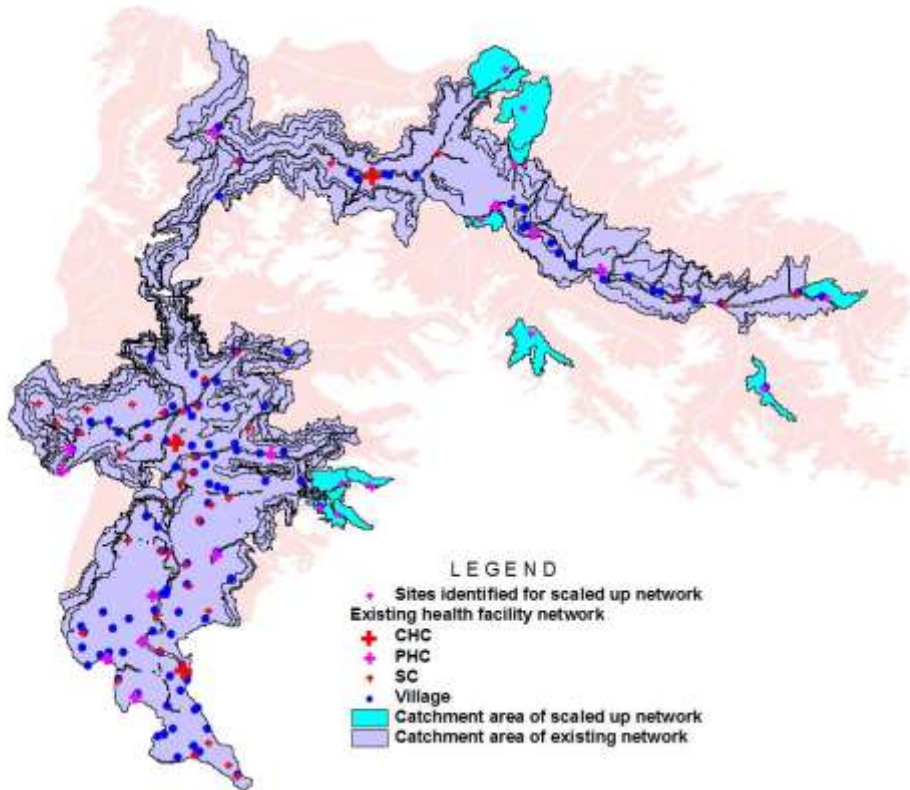 L E G E N D
Sites identified for scaled up network
Existing health facility network
CHC
PHC
SC
Village
Catchment area of scaled up network
Catchment area of existing network